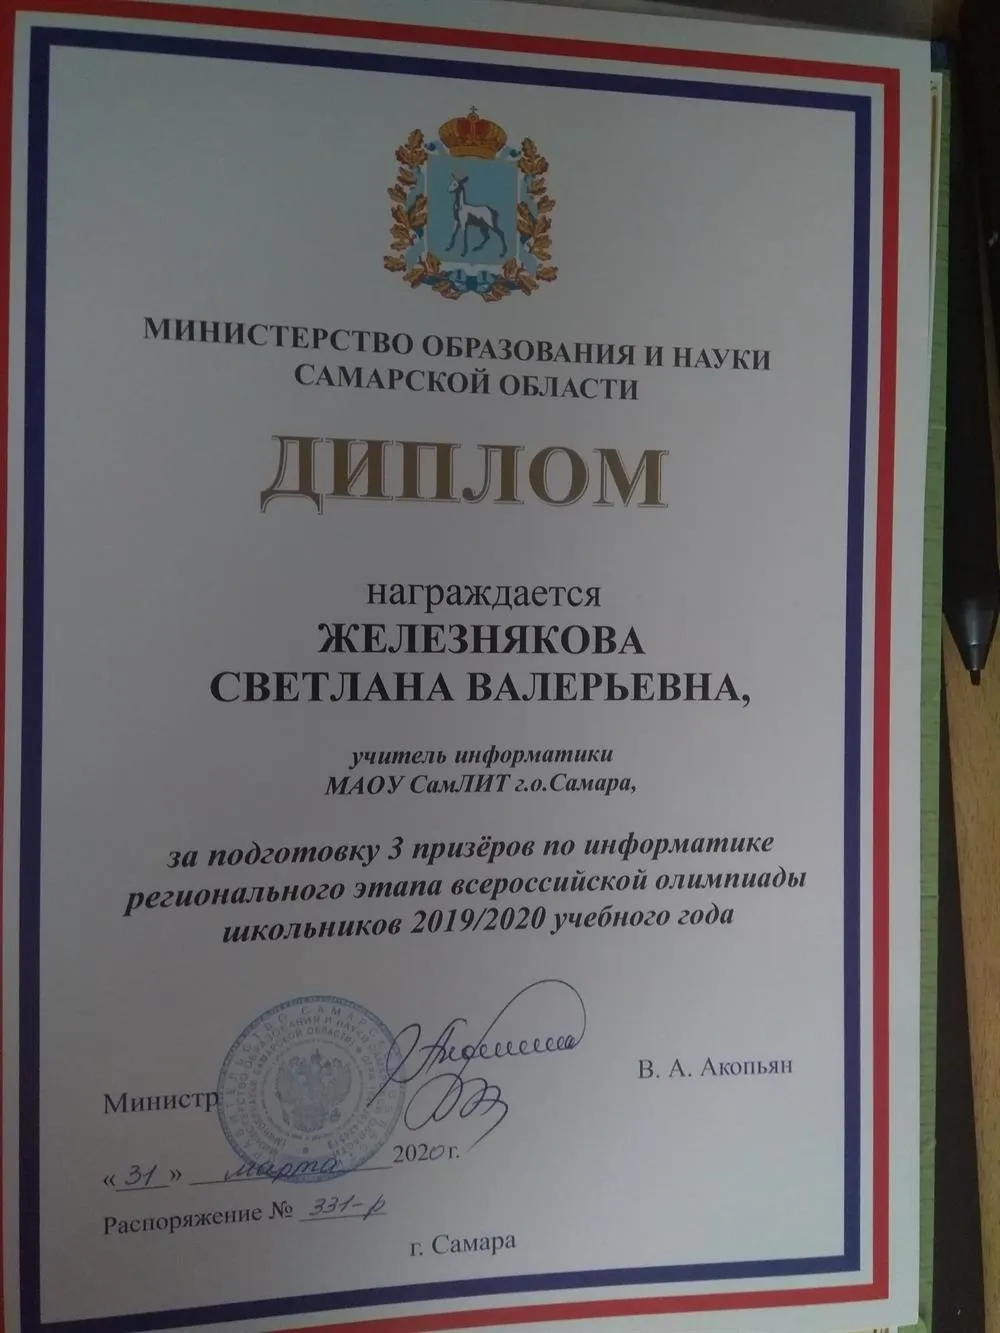 МИНИСТЕРСТВО ОБРАЗОВАНИЯ И НАУКИ
САМАРСКОЙ ОБЛАСТИ
ДИПЛОМ
награждается
ЖЕЛЕЗНЯКОВА
СВЕТЛАНА ВАЛЕРЬЕВНА,
учитель информатики
МАОУ СамЛИТ г.о.Самара,
за подготовку 3 призёров по информатике
регионального этапа всероссийской олимпиады
школьников 2019/2020 учебного года
Министр
В. А. Акопьян
«31» марта 2020 г.
Распоряжение № 331-р
г. Самара